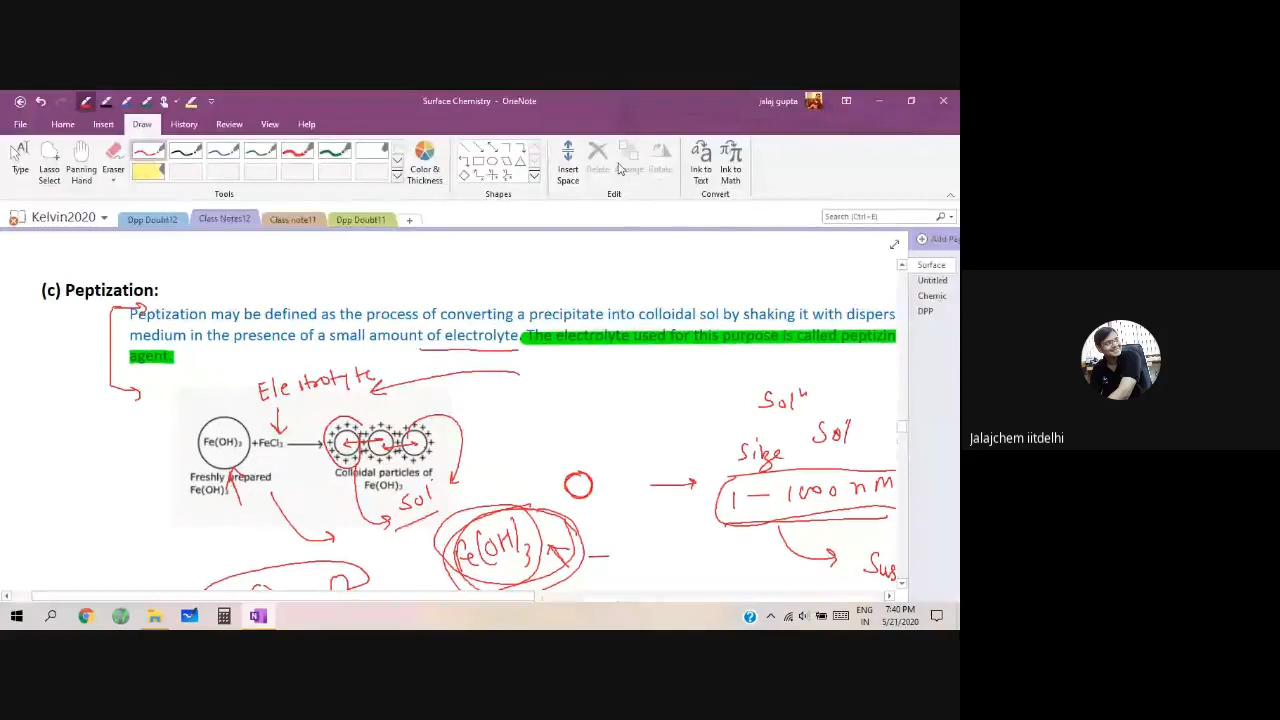 Surface Chemistry - OneNote
jalaj gupta
File Home Insert Draw History Review View Help
Type
Lasso Select
Panning Hand
Eraser
Color & Thickness
Insert Space
Delete
Rotate
Ink to Text
Ink to Math
Tools
Shapes
Edit
Convert
Kelvin2020
Dpp Doubt12
Class Notes12
Class note11
Dpp Doubt11
Search (Ctrl+E)
Add Pa
Surface
Untitled
Chemic
DPP
(c) Peptization:
Peptization may be defined as the process of converting a precipitate into colloidal sol by shaking it with dispers
medium in the presence of a small amount of electrolyte. The electrolyte used for this purpose is called peptizin
agent.
Electrolyte
Fe(OH)₃ +FeCl₃
Freshly prepared
Fe(OH)₃
Colloidal particles of
Fe(OH)₃
Sol
Fe(OH)₃
Solⁿ
Sol
Size
1 - 1000 nm
Sus
ENG
IN
7:40 PM
5/21/2020
Jalajchem iitdelhi